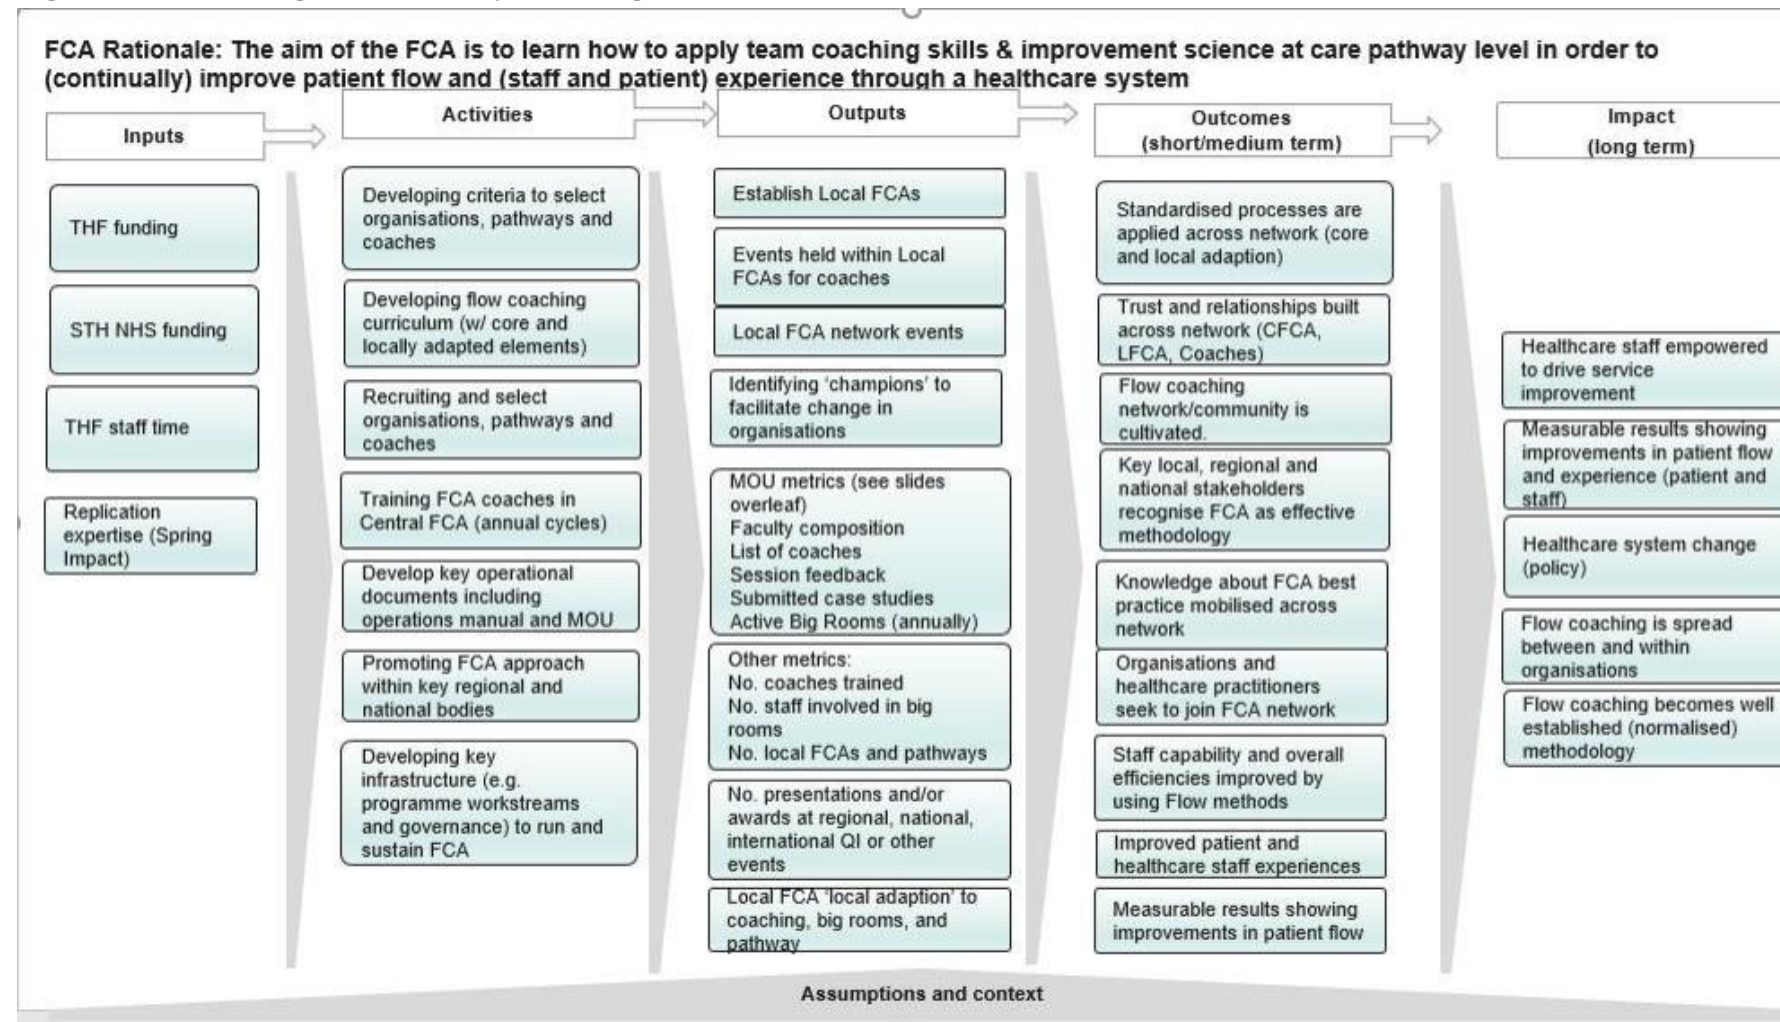 FCA Rationale: The aim of the FCA is to learn how to apply team coaching skills & improvement science at care pathway level in order to
(continually) improve patient flow and (staff and patient) experience through a healthcare system
Inputs
THF funding
STH NHS funding
THF staff time
Replication
expertise (Spring
Impact)
Activities
Developing criteria to select
organisations, pathways and
coaches
Developing flow coaching
curriculum (w/ core and
locally adapted elements)
Recruiting and select
organisations, pathways and
coaches
Training FCA coaches in
Central FCA (annual cycles)
Develop key operational
documents including
operations manual and MOU
Promoting FCA approach
within key regional and
national bodies
Developing key
infrastructure (e.g.
programme workstreams
and governance) to run and
sustain FCA
Outputs
Establish Local FCAs
Events held within Local
FCAs for coaches
Local FCA network events
Identifying ‘champions’ to
facilitate change in
organisations
MOU metrics (see slides
overleaf)
Faculty composition
List of coaches
Session feedback
Submitted case studies
Active Big Rooms (annually)
Other metrics:
No. coaches trained
No. staff involved in big
rooms
No. local FCAs and pathways
No. presentations and/or
awards at regional, national,
international QI or other
events
Local FCA ‘local adaption’ to
coaching, big rooms, and
pathway
Outcomes
(short/medium term)
Standardised processes are
applied across network (core
and local adaption)
Trust and relationships built
across network (CFCA,
LFCA, Coaches)
Flow coaching
network/community is
cultivated.
Key local, regional and
national stakeholders
recognise FCA as effective
methodology
Knowledge about FCA best
practice mobilised across
network
Organisations and
healthcare practitioners
seek to join FCA network
Staff capability and overall
efficiencies improved by
using Flow methods
Improved patient and
healthcare staff experiences
Measurable results showing
improvements in patient flow
Impact
(long term)
Healthcare staff empowered
to drive service
improvement
Measurable results showing
improvements in patient flow
and experience (patient and
staff)
Healthcare system change
(policy)
Flow coaching is spread
between and within
organisations
Flow coaching becomes well
established (normalised)
methodology
Assumptions and context